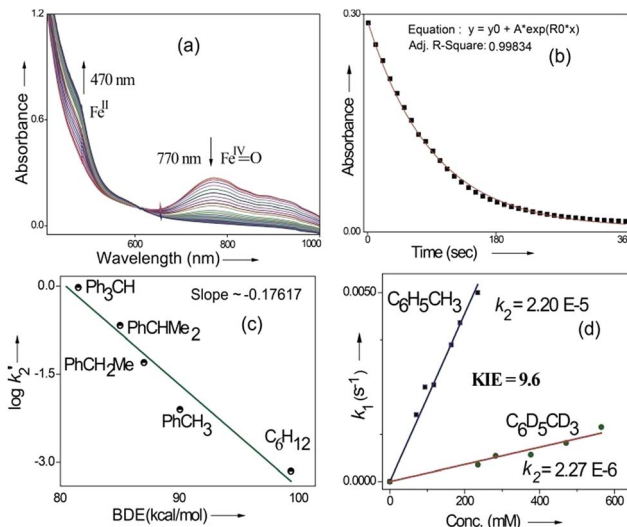 (a)
1.2
0.6
0.0
Absorbance
470 nm
Fe^II
770 nm
Fe^IV=O
400 600 800 1000
Wavelength (nm)
(b)
0.30
0.00
Absorbance
Equation : y = y0 + A*exp(R0*x)
Adj. R-Square: 0.99834
0 180 360
Time (sec)
(c)
0.0
-1.5
-3.0
log k2'
Slope ~ -0.17617
Ph3CH
PhCHMe2
PhCH2Me
PhCH3
C6H12
80 90 100
BDE(kcal/mol)
(d)
0.0050
0.0000
k1 (s-1)
C6H5CH3
k2 = 2.20 E-5
KIE = 9.6
C6D5CD3
k2 = 2.27 E-6
0 200 400 600
Conc. (mM)